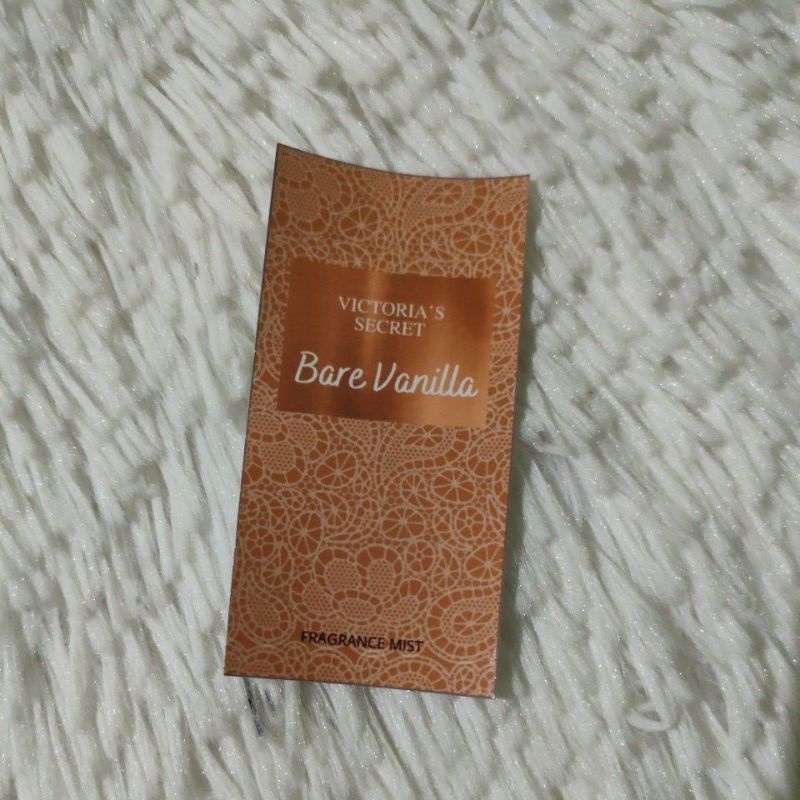 VICTORIA'S
SECRET
Bare Vanilla
FRAGRANCE MIST